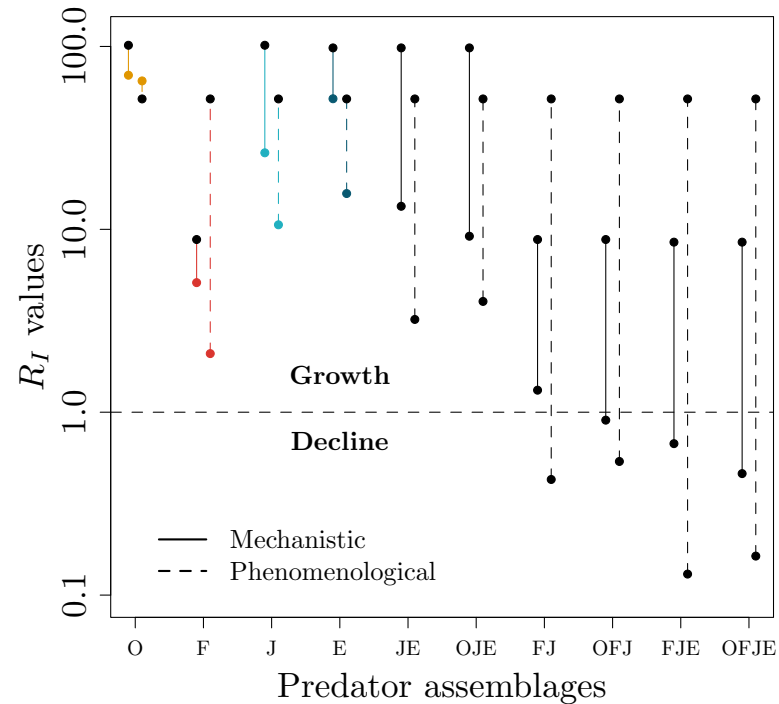 100.0
10.0
1.0
0.1
R_I values
Growth
Decline
Mechanistic
Phenomenological
O F J E JE OJE FJ OFJ FJE OFJE
Predator assemblages